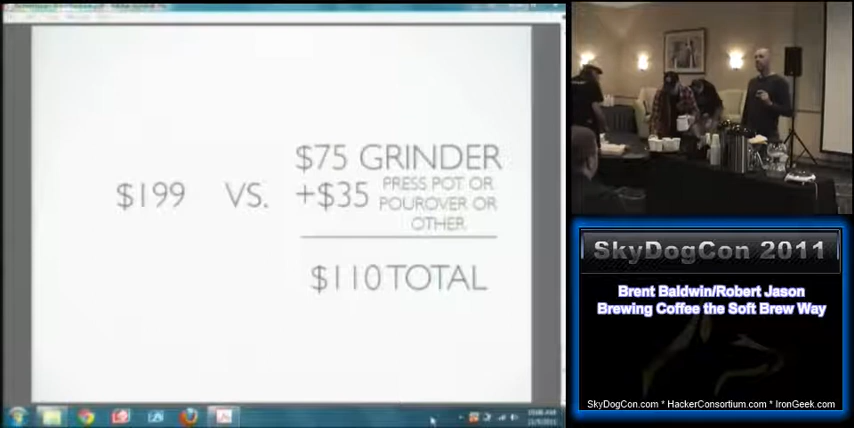 $75 GRINDER
$199 VS. +$35 PRESS POT OR
POUROVER OR
OTHER
$110 TOTAL
SkyDogCon 2011
Brent Baldwin/Robert Jason
Brewing Coffee the Soft Brew Way
SkyDogCon.com * HackerConsortium.com * IronGeek.com